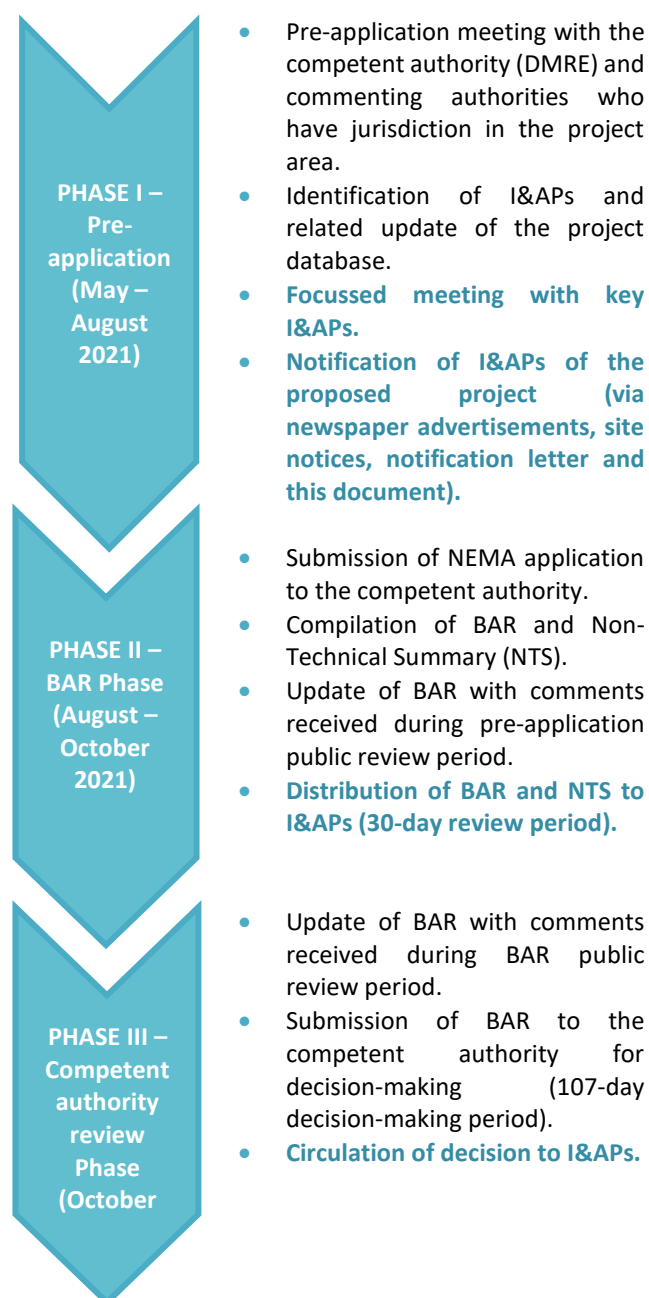 PHASE I –
Pre-
application
(May –
August
2021)
• Pre-application meeting with the
competent authority (DMRE) and
commenting authorities who
have jurisdiction in the project
area.
• Identification of I&APs and
related update of the project
database.
• Focussed meeting with key
I&APs.
• Notification of I&APs of the
proposed project (via
newspaper advertisements, site
notices, notification letter and
this document).
PHASE II –
BAR Phase
(August –
October
2021)
• Submission of NEMA application
to the competent authority.
• Compilation of BAR and Non-
Technical Summary (NTS).
• Update of BAR with comments
received during pre-application
public review period.
• Distribution of BAR and NTS to
I&APs (30-day review period).
PHASE III –
Competent
authority
review
Phase
(October
• Update of BAR with comments
received during BAR public
review period.
• Submission of BAR to the
competent authority for
decision-making (107-day
decision-making period).
• Circulation of decision to I&APs.